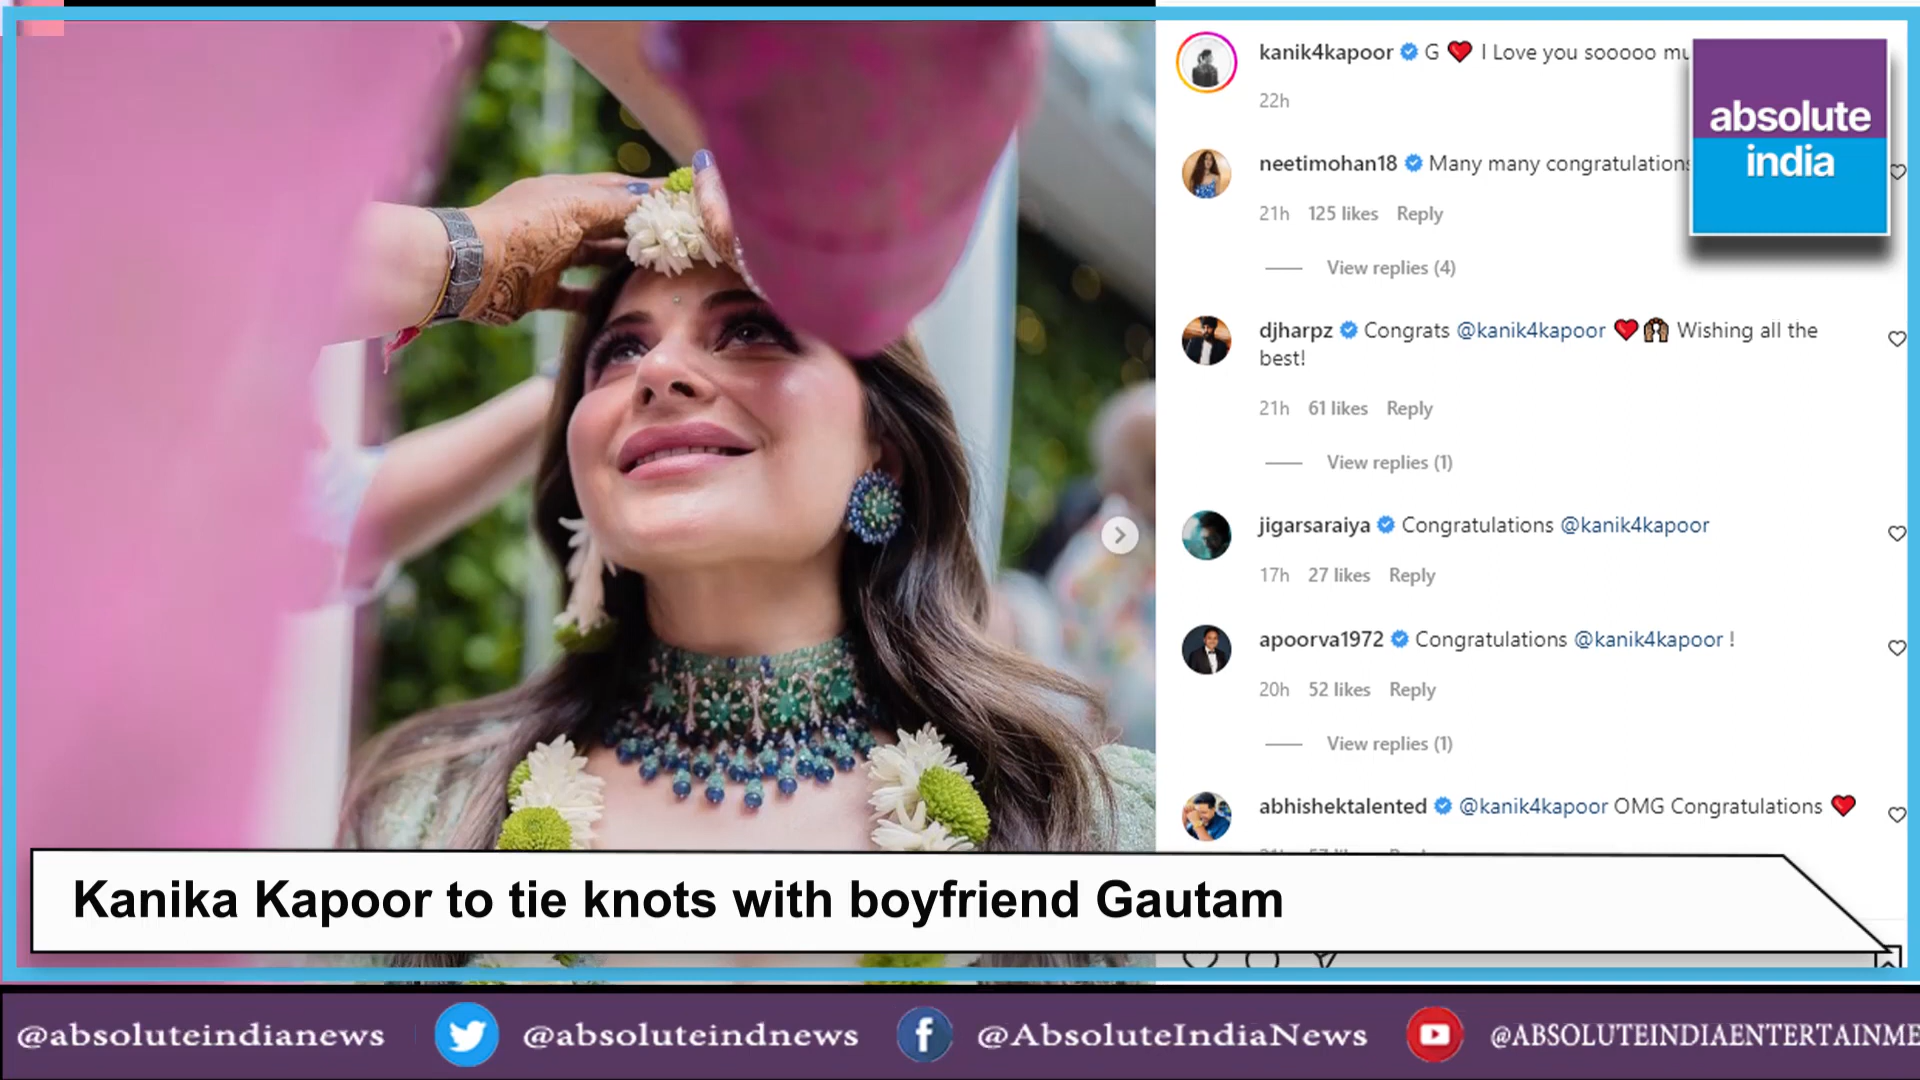 kanik4kapoor G ❤️ I Love you sooooo
22h
absolute
india
neetimohan18 Many many congratulations
21h 125 likes Reply
View replies (4)
djharpz Congrats @kanik4kapoor ❤️🙌 Wishing all the
best!
21h 61 likes Reply
View replies (1)
jigarsaraiya Congratulations @kanik4kapoor
17h 27 likes Reply
apoorva1972 Congratulations @kanik4kapoor !
20h 52 likes Reply
View replies (1)
abhishektalented @kanik4kapoor OMG Congratulations ❤️
Kanika Kapoor to tie knots with boyfriend Gautam
@absoluteindianews @absoluteindnews @AbsoluteIndiaNews @ABSOLUTEINDIAENTERTAINME